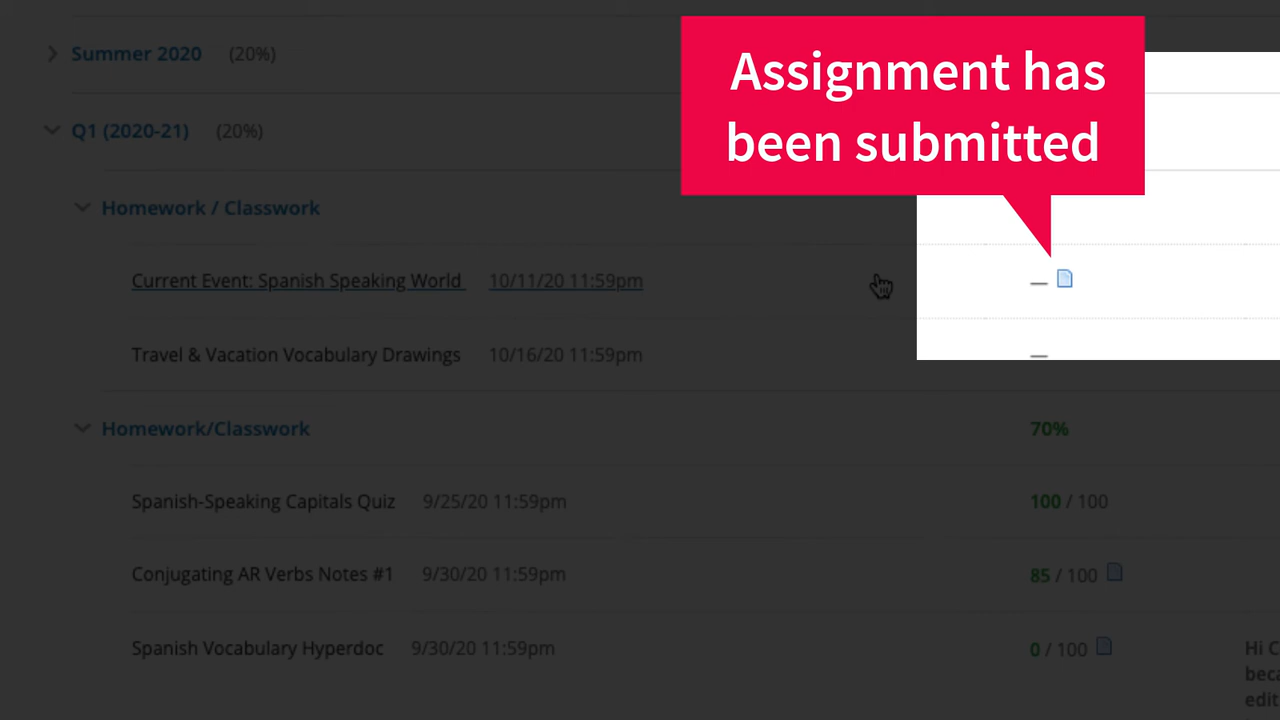 Summer 2020 (20%)
Assignment has
been submitted
Q1 (2020-21) (20%)
Homework / Classwork
Current Event: Spanish Speaking World 10/11/20 11:59pm —
Travel & Vacation Vocabulary Drawings 10/16/20 11:59pm —
Homework/Classwork 70%
Spanish-Speaking Capitals Quiz 9/25/20 11:59pm 100 / 100
Conjugating AR Verbs Notes #1 9/30/20 11:59pm 85 / 100
Spanish Vocabulary Hyperdoc 9/30/20 11:59pm 0 / 100 Hi